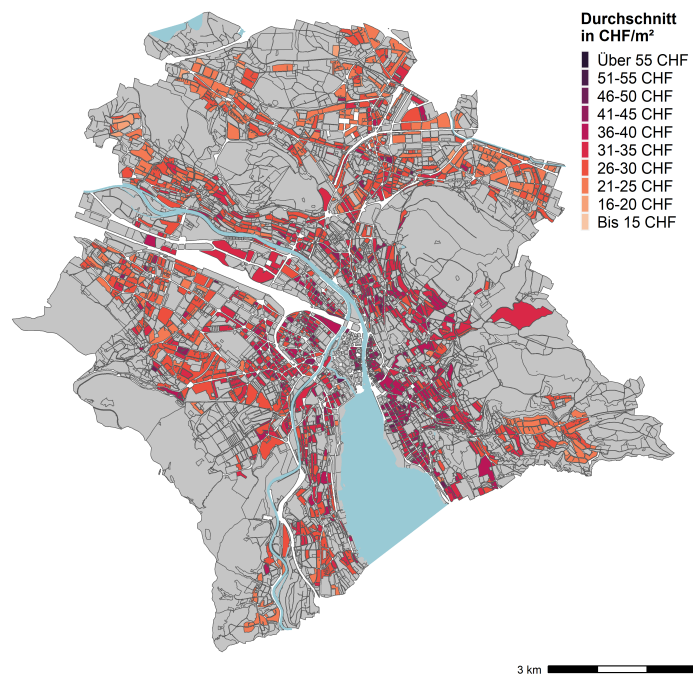 Durchschnitt
in CHF/m²
Über 55 CHF
51-55 CHF
46-50 CHF
41-45 CHF
36-40 CHF
31-35 CHF
26-30 CHF
21-25 CHF
16-20 CHF
Bis 15 CHF
3 km